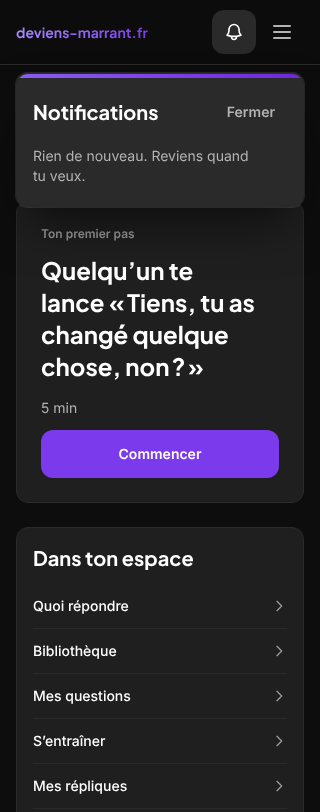 deviens-marrant.fr
Notifications
Fermer
Rien de nouveau. Reviens quand
tu veux.
Ton premier pas
Quelqu’un te
lance « Tiens, tu as
changé quelque
chose, non ? »
5 min
Commencer
Dans ton espace
Quoi répondre
Bibliothèque
Mes questions
S’entraîner
Mes répliques